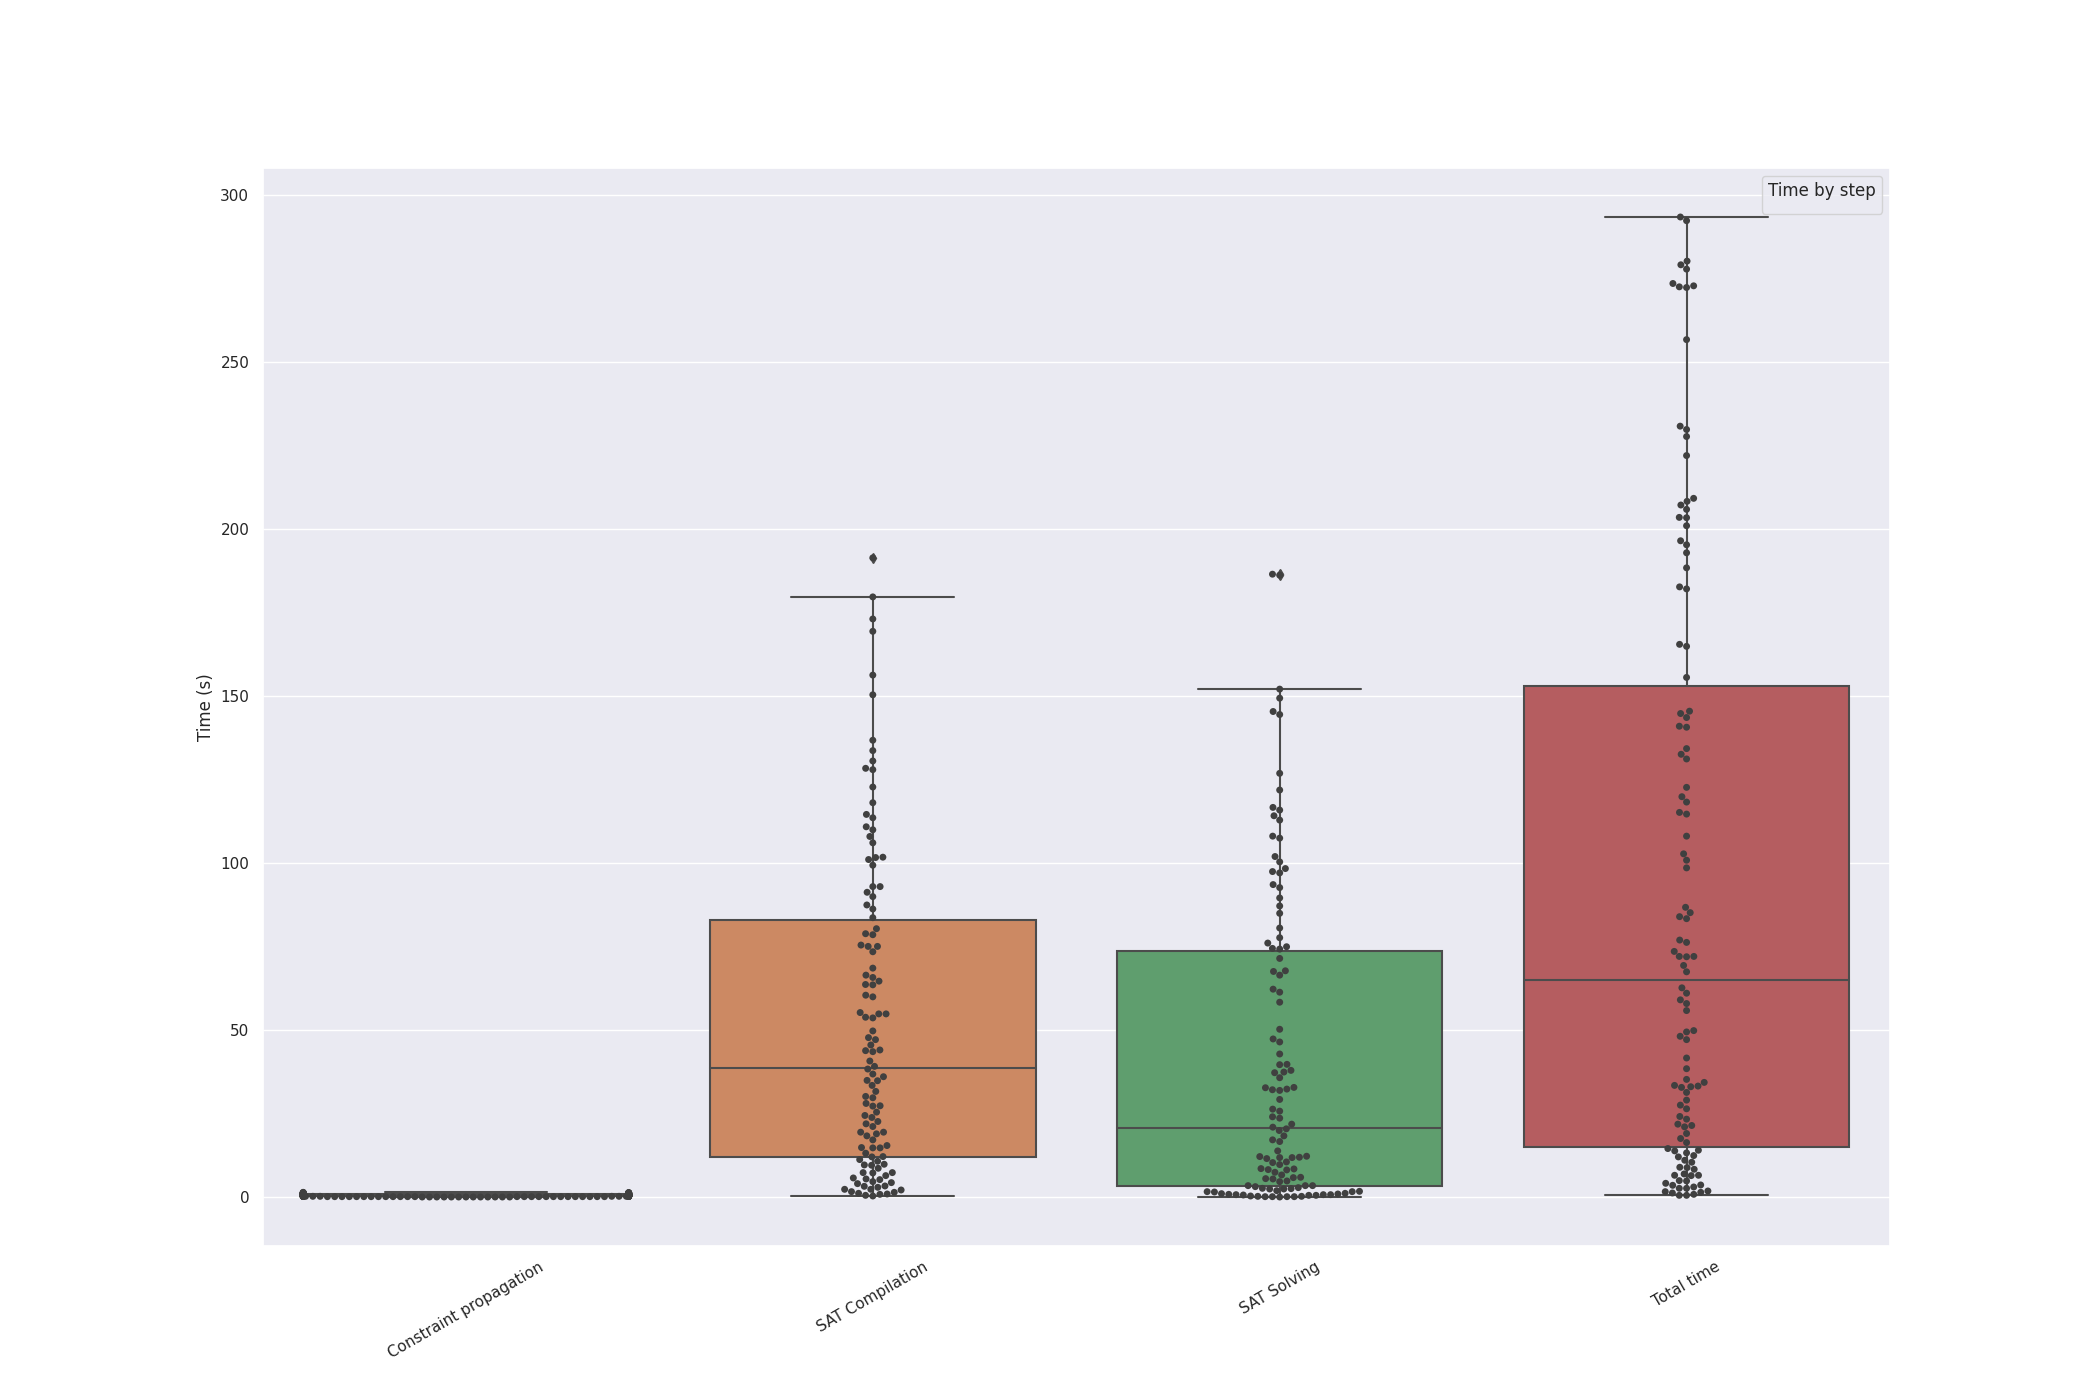 Time by step
300
250
200
150
100
50
0
Time (s)
Constraint propagation
SAT Compilation
SAT Solving
Total time